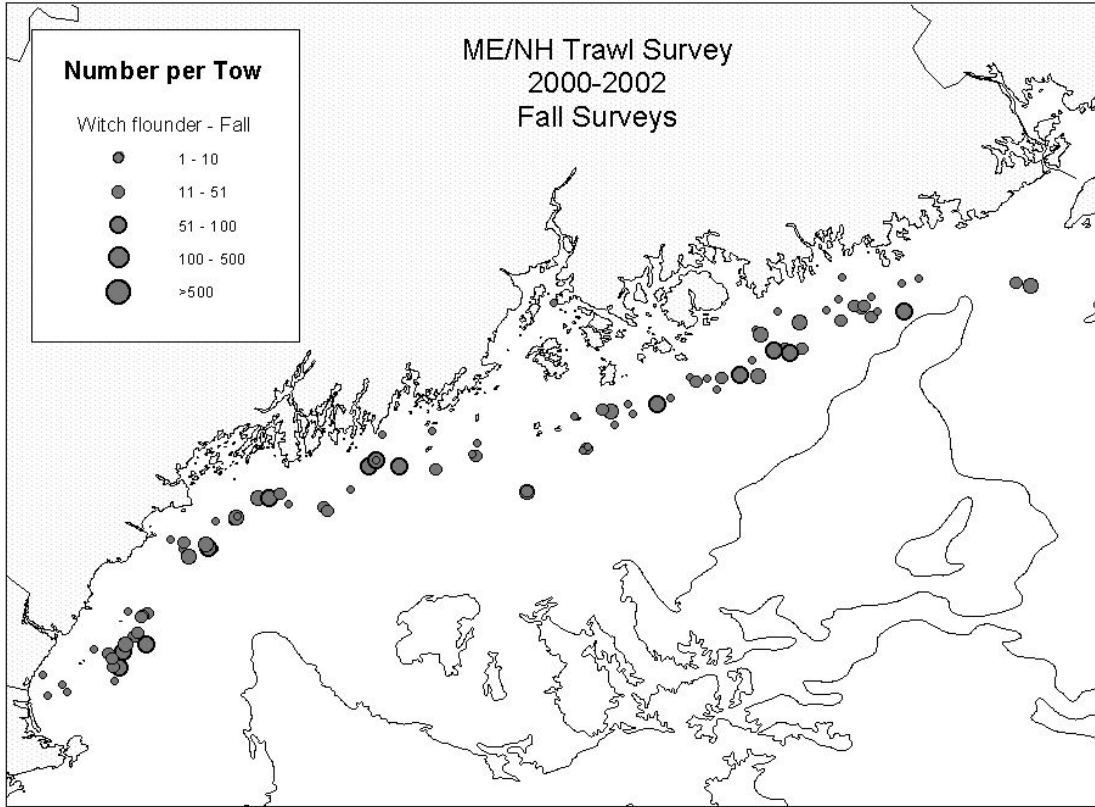 ME/NH Trawl Survey
2000-2002
Fall Surveys
Number per Tow
Witch flounder - Fall
1 - 10
11 - 51
51 - 100
100 - 500
>500